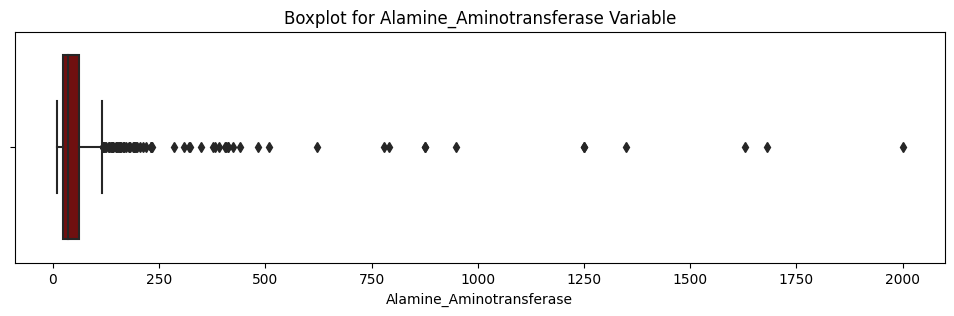 Boxplot for Alamine_Aminotransferase Variable
0 250 500 750 1000 1250 1500 1750 2000
Alamine_Aminotransferase